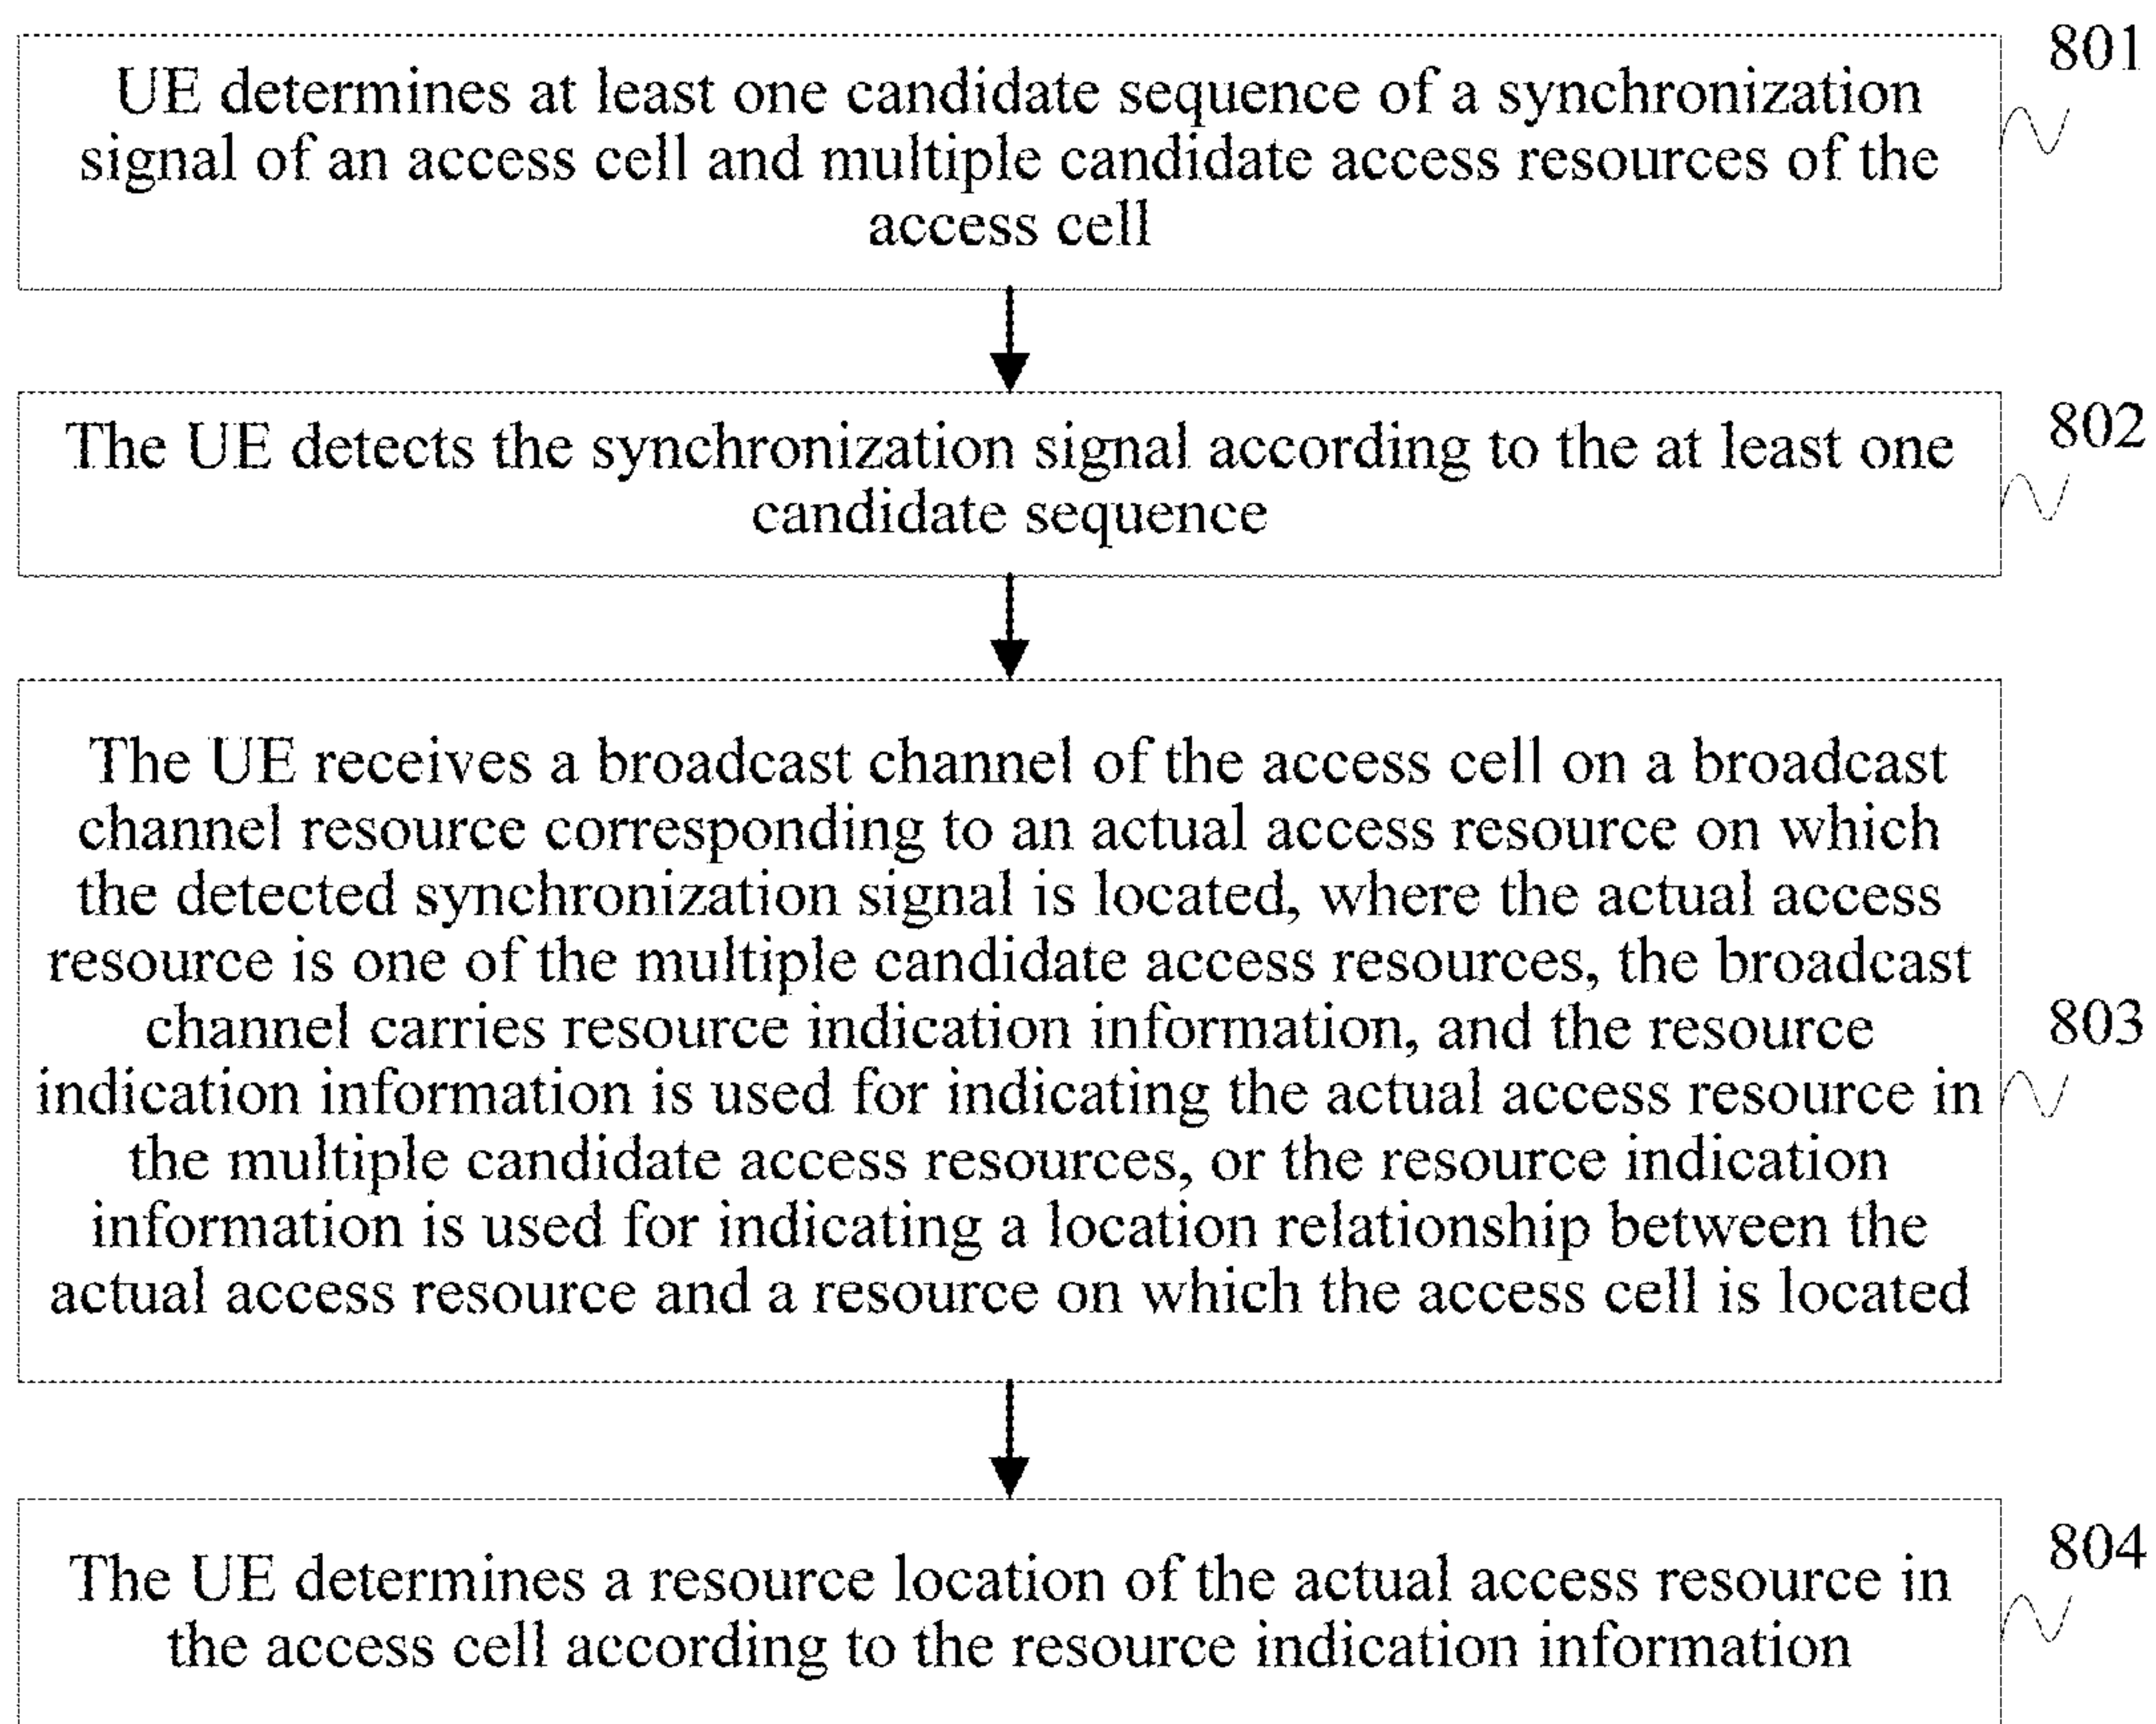 801
UE determines at least one candidate sequence of a synchronization
signal of an access cell and multiple candidate access resources of the
access cell
802
The UE detects the synchronization signal according to the at least one
candidate sequence
The UE receives a broadcast channel of the access cell on a broadcast
channel resource corresponding to an actual access resource on which
the detected synchronization signal is located, where the actual access
resource is one of the multiple candidate access resources, the broadcast
channel carries resource indication information, and the resource
803
indication information is used for indicating the actual access resource in
the multiple candidate access resources, or the resource indication
information is used for indicating a location relationship between the
actual access resource and a resource on which the access cell is located
804
The UE determines a resource location of the actual access resource in
the access cell according to the resource indication information